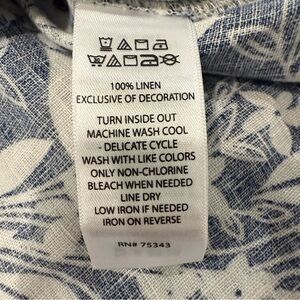 100% LINEN
EXCLUSIVE OF DECORATION
TURN INSIDE OUT
MACHINE WASH COOL
- DELICATE CYCLE
WASH WITH LIKE COLORS
ONLY NON-CHLORINE
BLEACH WHEN NEEDED
LINE DRY
LOW IRON IF NEEDED
IRON ON REVERSE
RN# 75343